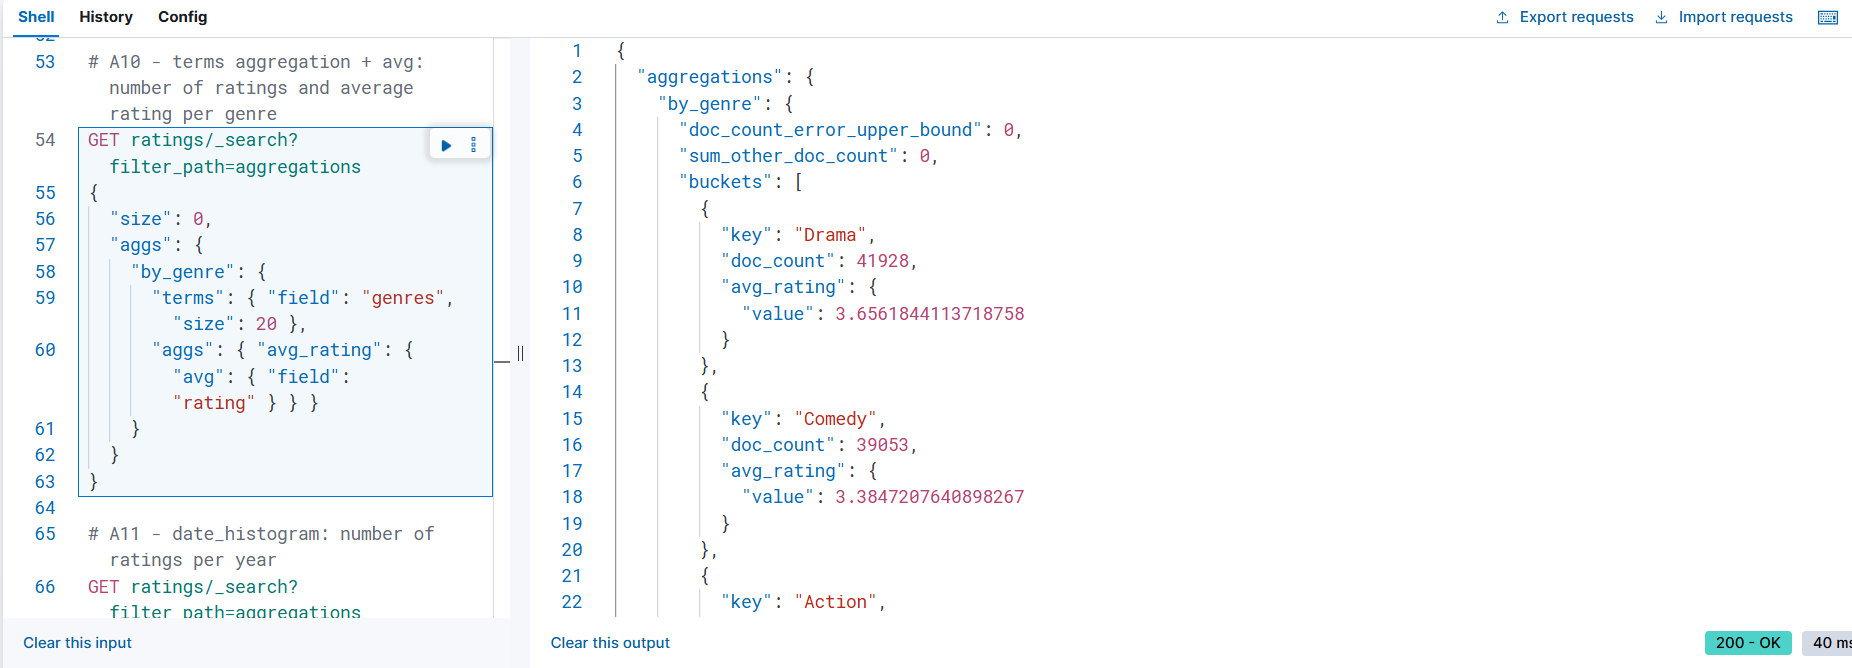 Shell History Config Export requests Import requests
53 # A10 - terms aggregation + avg:
number of ratings and average
rating per genre
54 GET ratings/_search?
filter_path=aggregations
55 {
56 "size": 0,
57 "aggs": {
58 "by_genre": {
59 "terms": { "field": "genres",
"size": 20 },
60 "aggs": { "avg_rating": {
"avg": { "field":
"rating" } } }
61 }
62 }
63 }
64
65 # A11 - date_histogram: number of
ratings per year
66 GET ratings/_search?
filter_path=aggregations
Clear this input
1 {
2 "aggregations": {
3 "by_genre": {
4 "doc_count_error_upper_bound": 0,
5 "sum_other_doc_count": 0,
6 "buckets": [
7 {
8 "key": "Drama",
9 "doc_count": 41928,
10 "avg_rating": {
11 "value": 3.6561844113718758
12 }
13 },
14 {
15 "key": "Comedy",
16 "doc_count": 39053,
17 "avg_rating": {
18 "value": 3.3847207640898267
19 }
20 },
21 {
22 "key": "Action",
Clear this output
200 - OK
40 ms